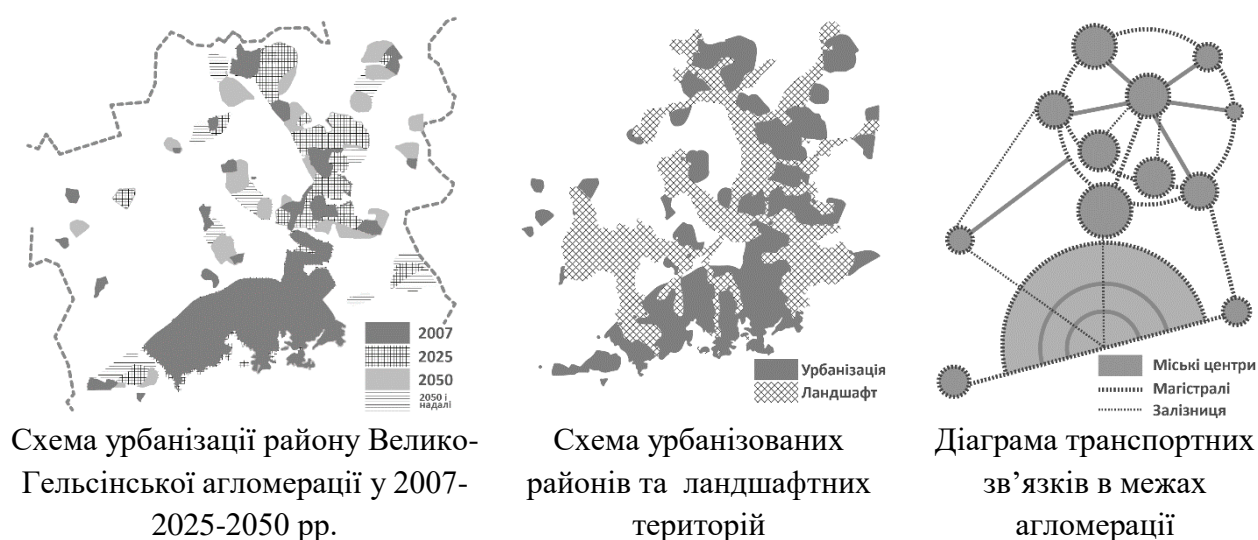 2007
2025
2050
2050 і
надалі
Урбанізація
Ландшафт
Міські центри
Магістралі
Залізниця
Схема урбанізації району Велико-
Гельсінської агломерації у 2007-
2025-2050 рр.
Схема урбанізованих
районів та ландшафтних
територій
Діаграма транспортних
зв’язків в межах
агломерації